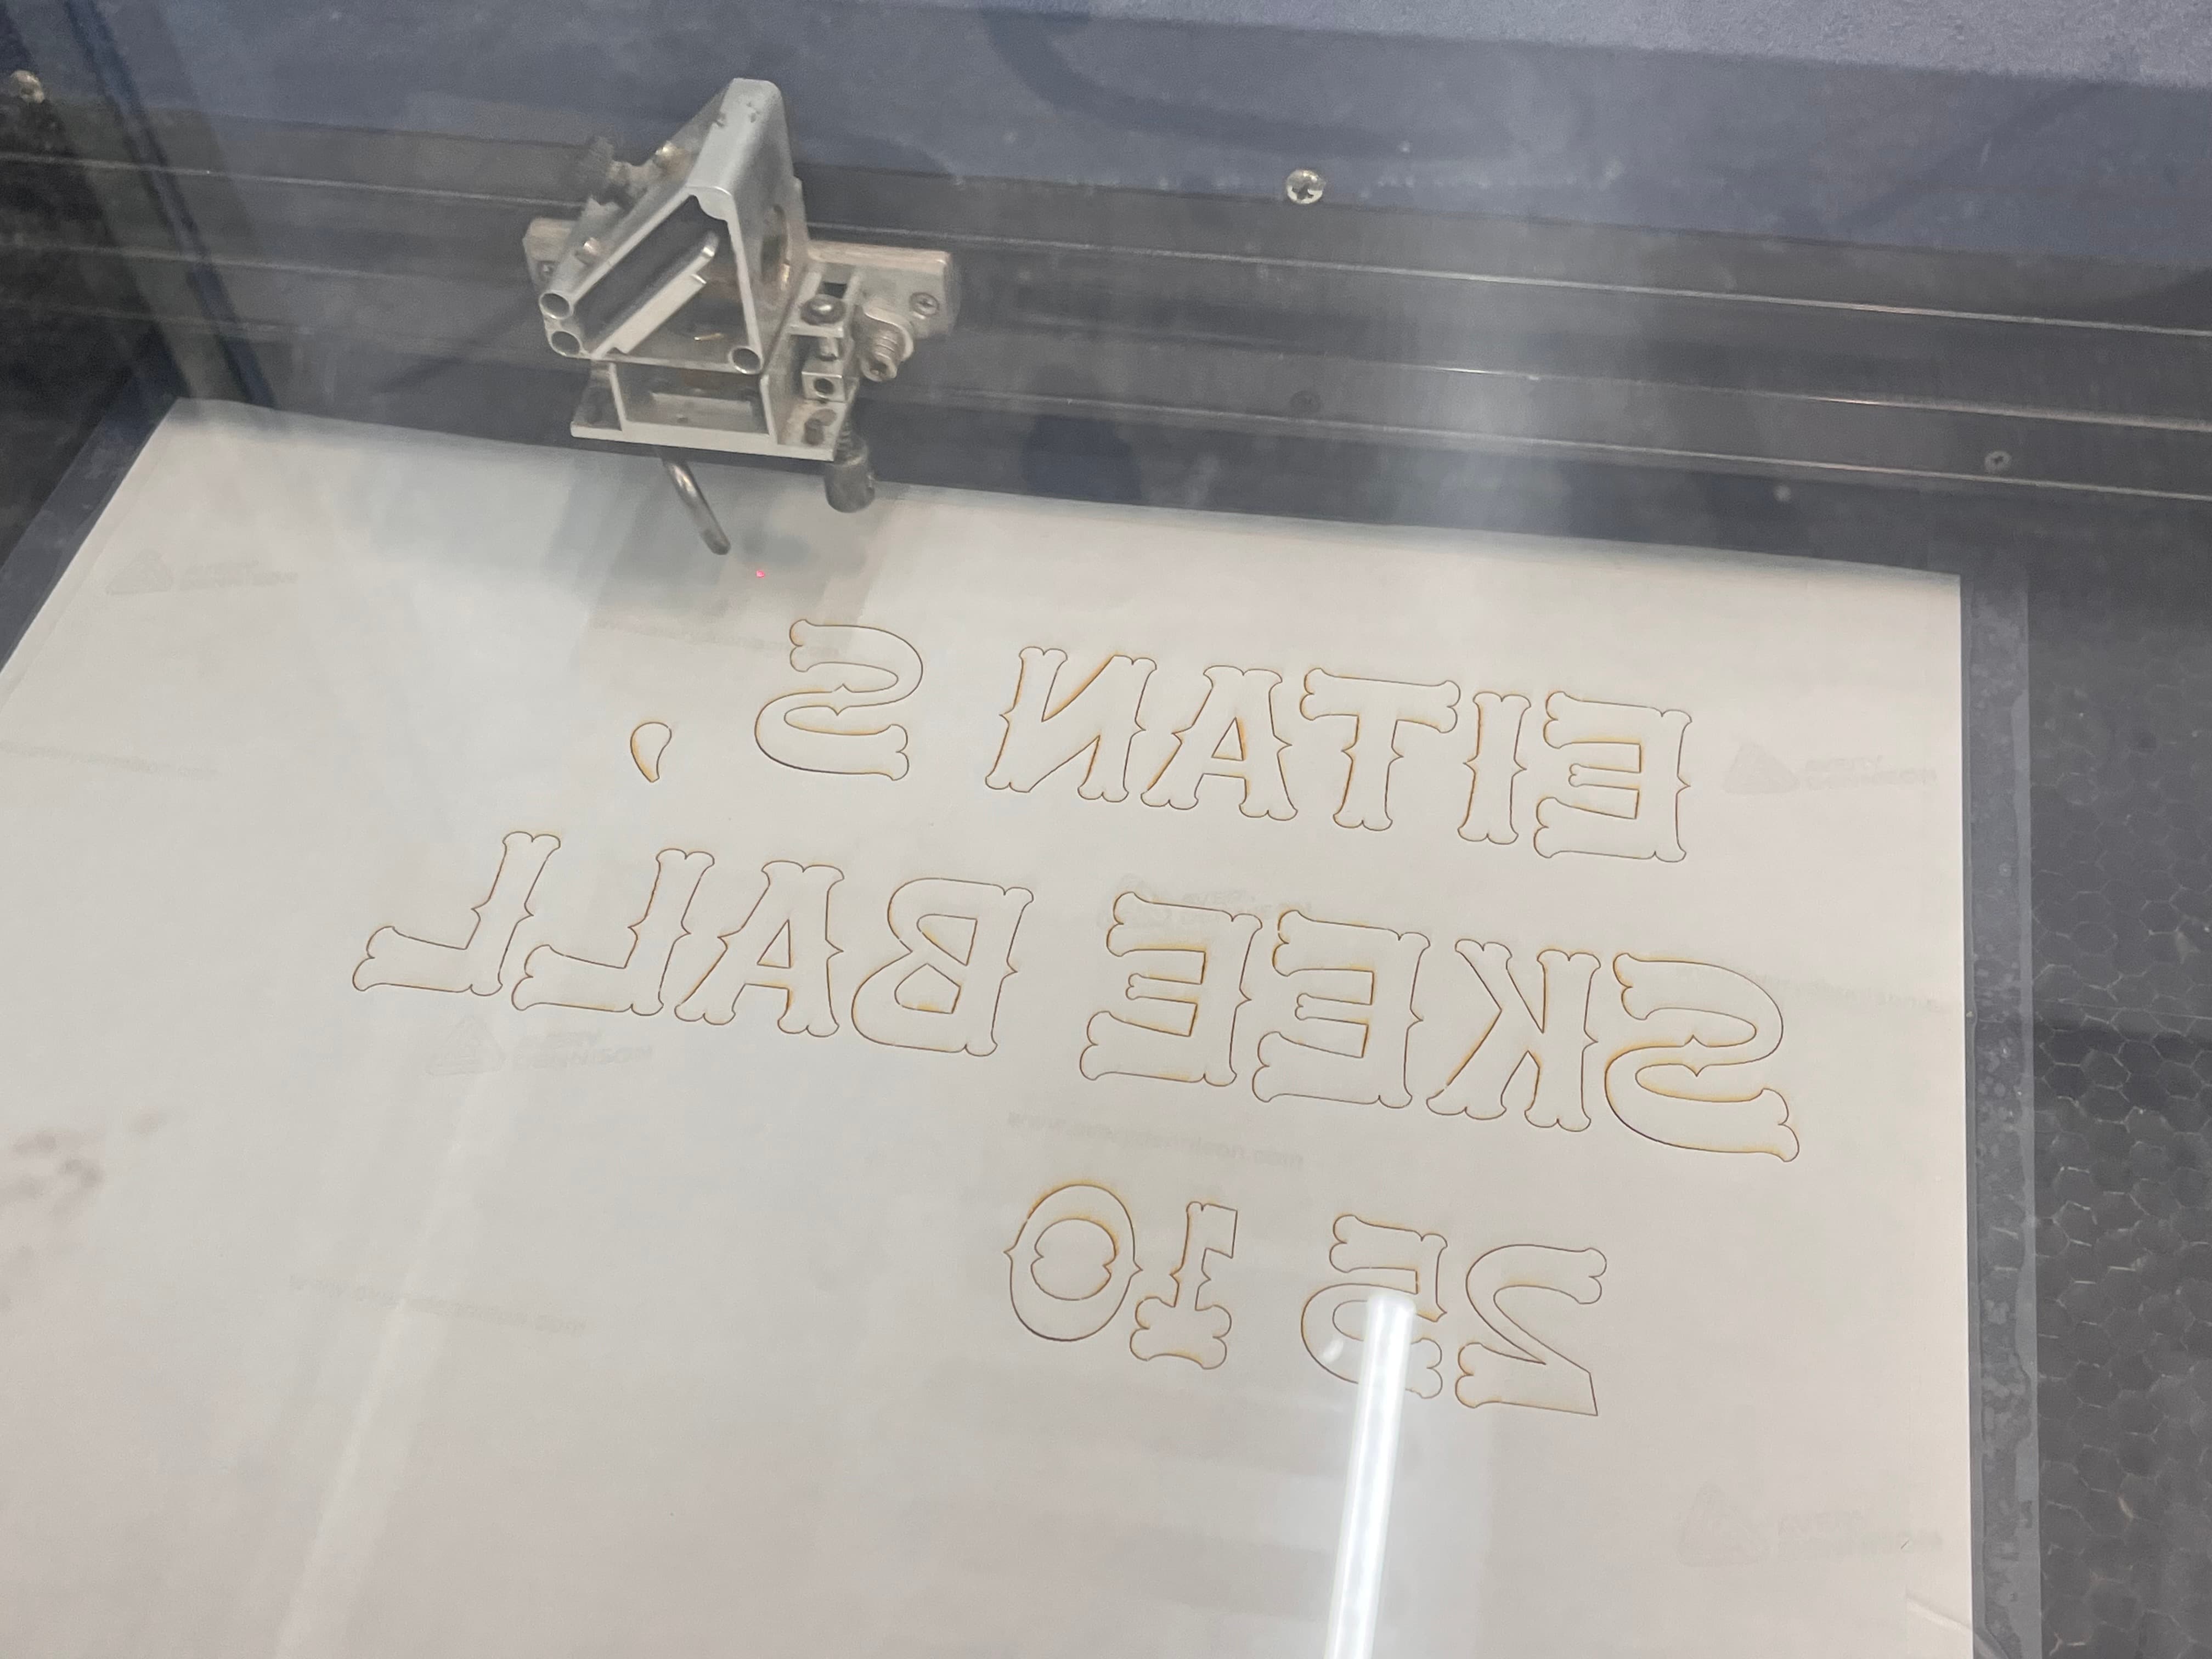 EITAN S '
SKEE BALL
25 10